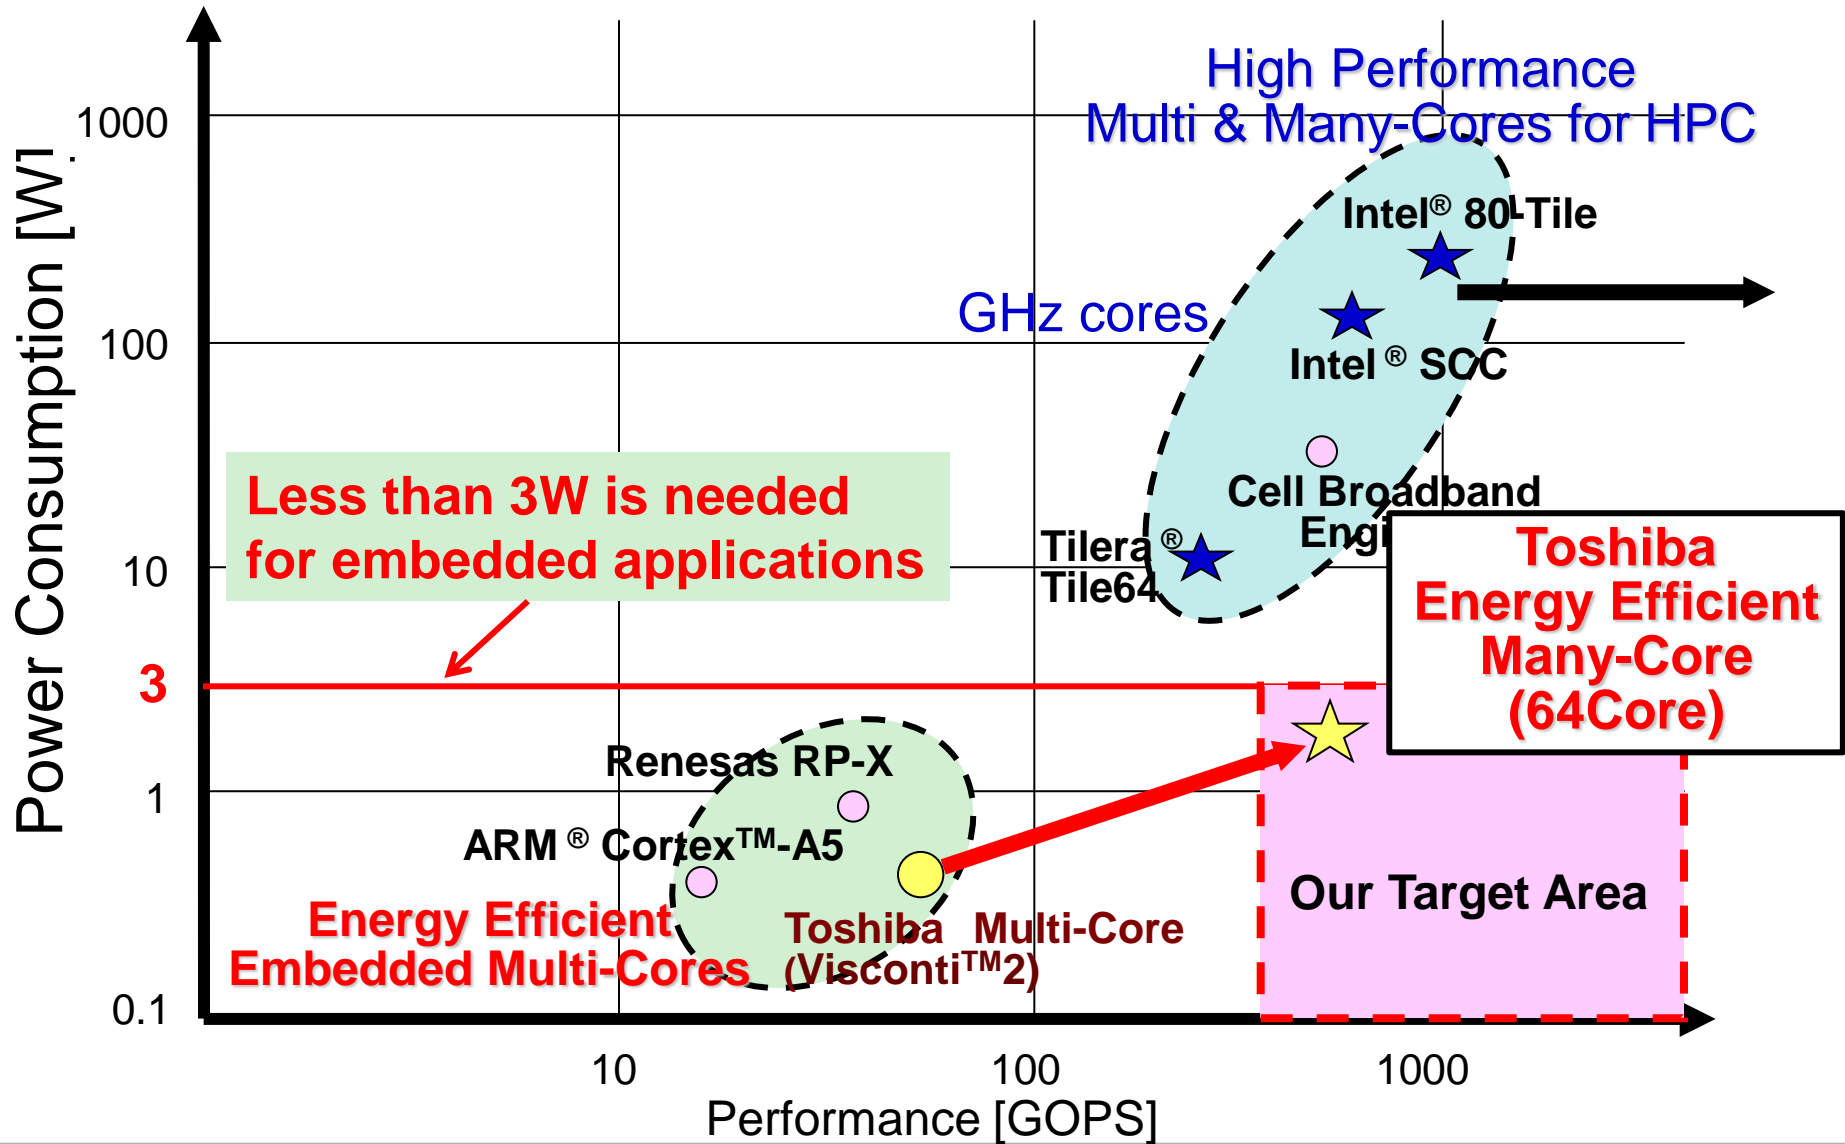 High Performance
Multi & Many-Cores for HPC
1000
Intel® 80-Tile
GHz cores
100
Intel ® SCC
Power Consumption [W]
Less than 3W is needed
for embedded applications
Cell Broadband
Engi
Tilera ®
Tile64
10
Toshiba
Energy Efficient
Many-Core
(64Core)
3
Renesas RP-X
1
ARM ® Cortex™-A5
Our Target Area
Energy Efficient
Embedded Multi-Cores
Toshiba Multi-Core
(Visconti™2)
0.1
10
100
1000
Performance [GOPS]